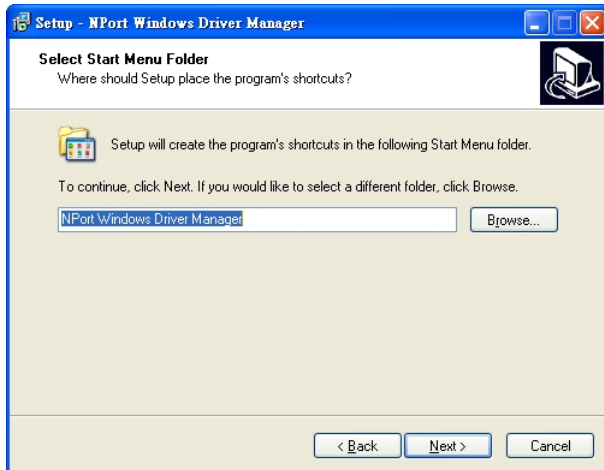 Setup - NPort Windows Driver Manager
Select Start Menu Folder
Where should Setup place the program's shortcuts?
Setup will create the program's shortcuts in the following Start Menu folder.
To continue, click Next. If you would like to select a different folder, click Browse.
NPort Windows Driver Manager
Browse...
< Back
Next >
Cancel